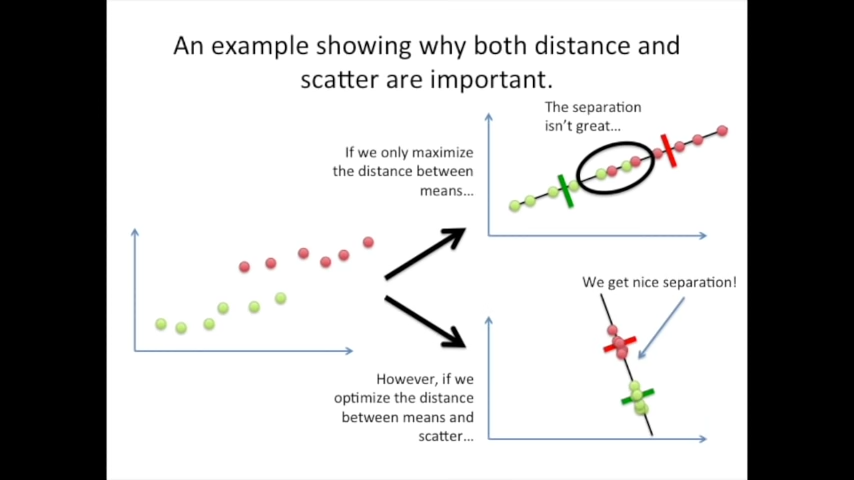 An example showing why both distance and
scatter are important.
The separation
isn't great…
If we only maximize
the distance between
means…
We get nice separation!
However, if we
optimize the distance
between means and
scatter…